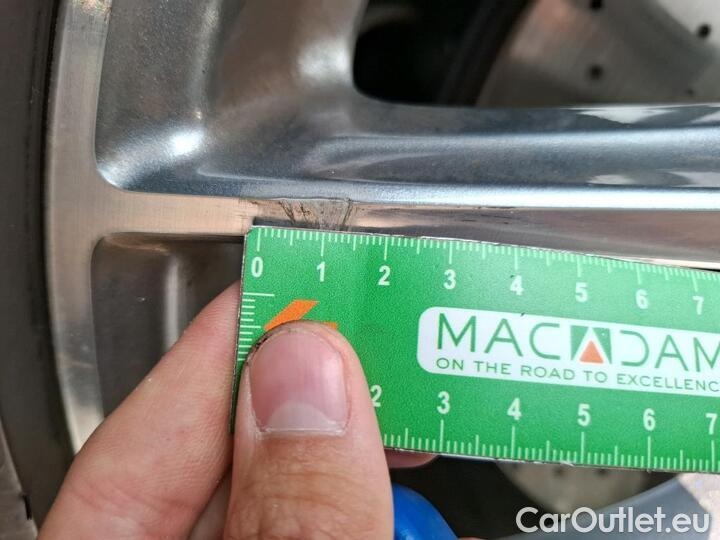 0 1 2 3 4 5 6 7
MACADAM
ON THE ROAD TO EXCELLENC
2 3 4 5 6 7
CarOutlet.eu